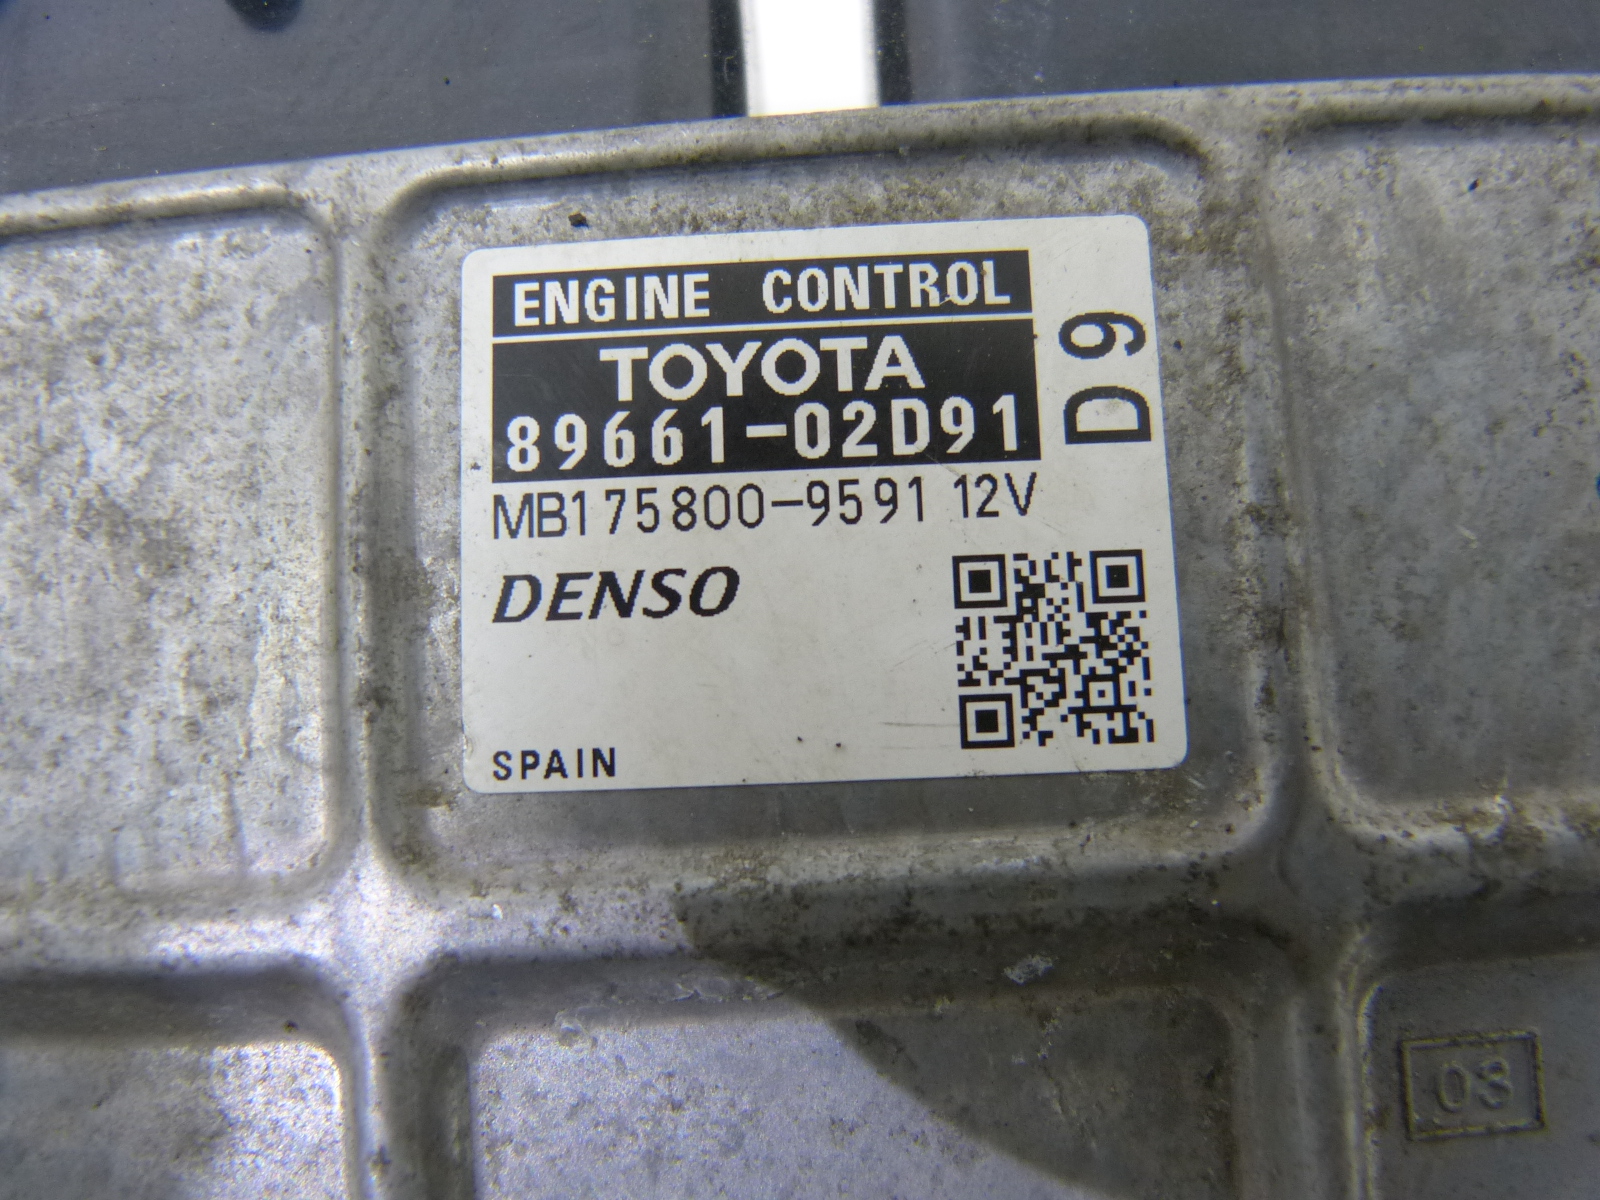 ENGINE CONTROL
TOYOTA
89661-02D91
D9
MB175800-9591 12V
DENSO
SPAIN
03